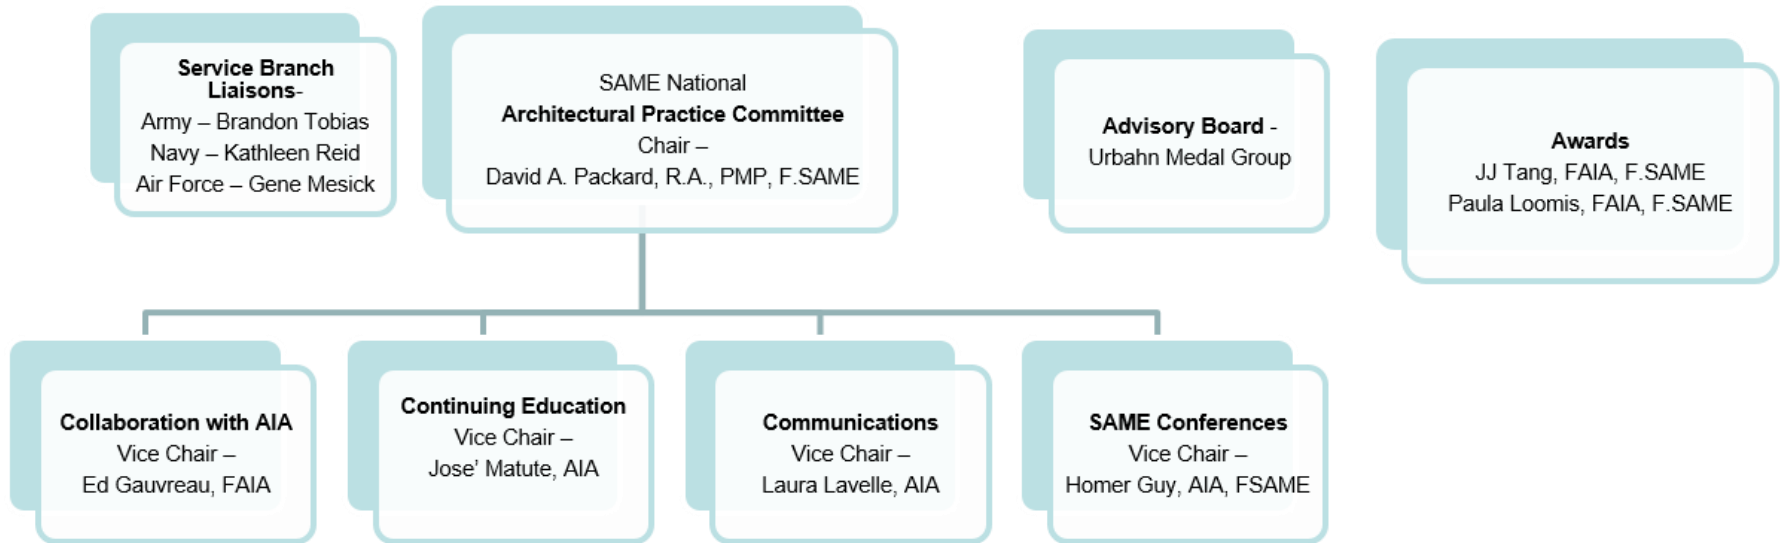 Service Branch
Liaisons-
Army – Brandon Tobias
Navy – Kathleen Reid
Air Force – Gene Mesick
SAME National
Architectural Practice Committee
Chair –
David A. Packard, R.A., PMP, F.SAME
Advisory Board -
Urbahn Medal Group
Awards
JJ Tang, FAIA, F.SAME
Paula Loomis, FAIA, F.SAME
Collaboration with AIA
Vice Chair –
Ed Gauvreau, FAIA
Continuing Education
Vice Chair –
Jose’ Matute, AIA
Communications
Vice Chair –
Laura Lavelle, AIA
SAME Conferences
Vice Chair –
Homer Guy, AIA, FSAME